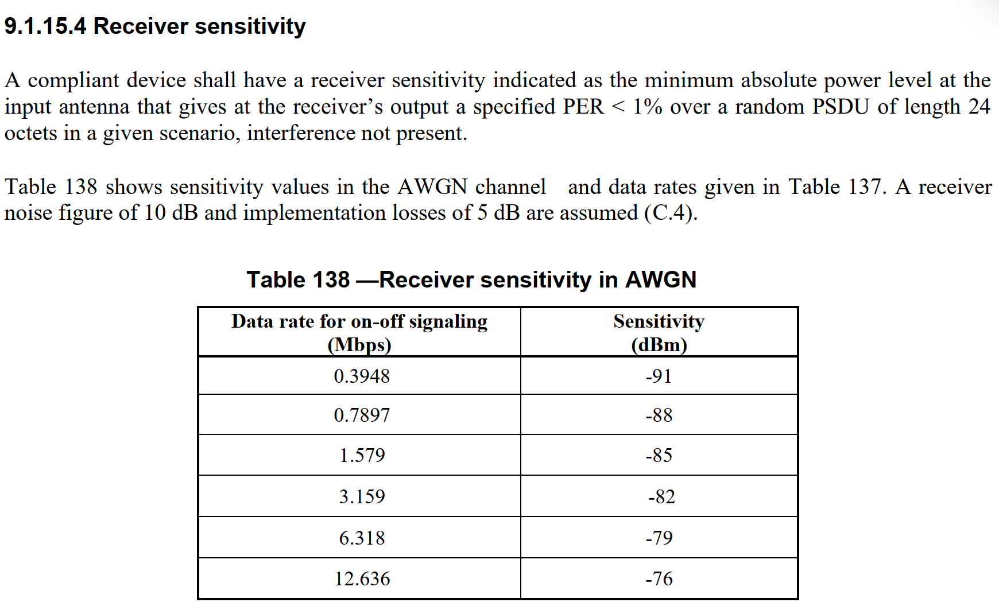 9.1.15.4 Receiver sensitivity
A compliant device shall have a receiver sensitivity indicated as the minimum absolute power level at the
input antenna that gives at the receiver’s output a specified PER < 1% over a random PSDU of length 24
octets in a given scenario, interference not present.
Table 138 shows sensitivity values in the AWGN channel and data rates given in Table 137. A receiver
noise figure of 10 dB and implementation losses of 5 dB are assumed (C.4).
Table 138 —Receiver sensitivity in AWGN
Data rate for on-off signaling Sensitivity
(Mbps) (dBm)
0.3948 -91
0.7897 -88
1.579 -85
3.159 -82
6.318 -79
12.636 -76